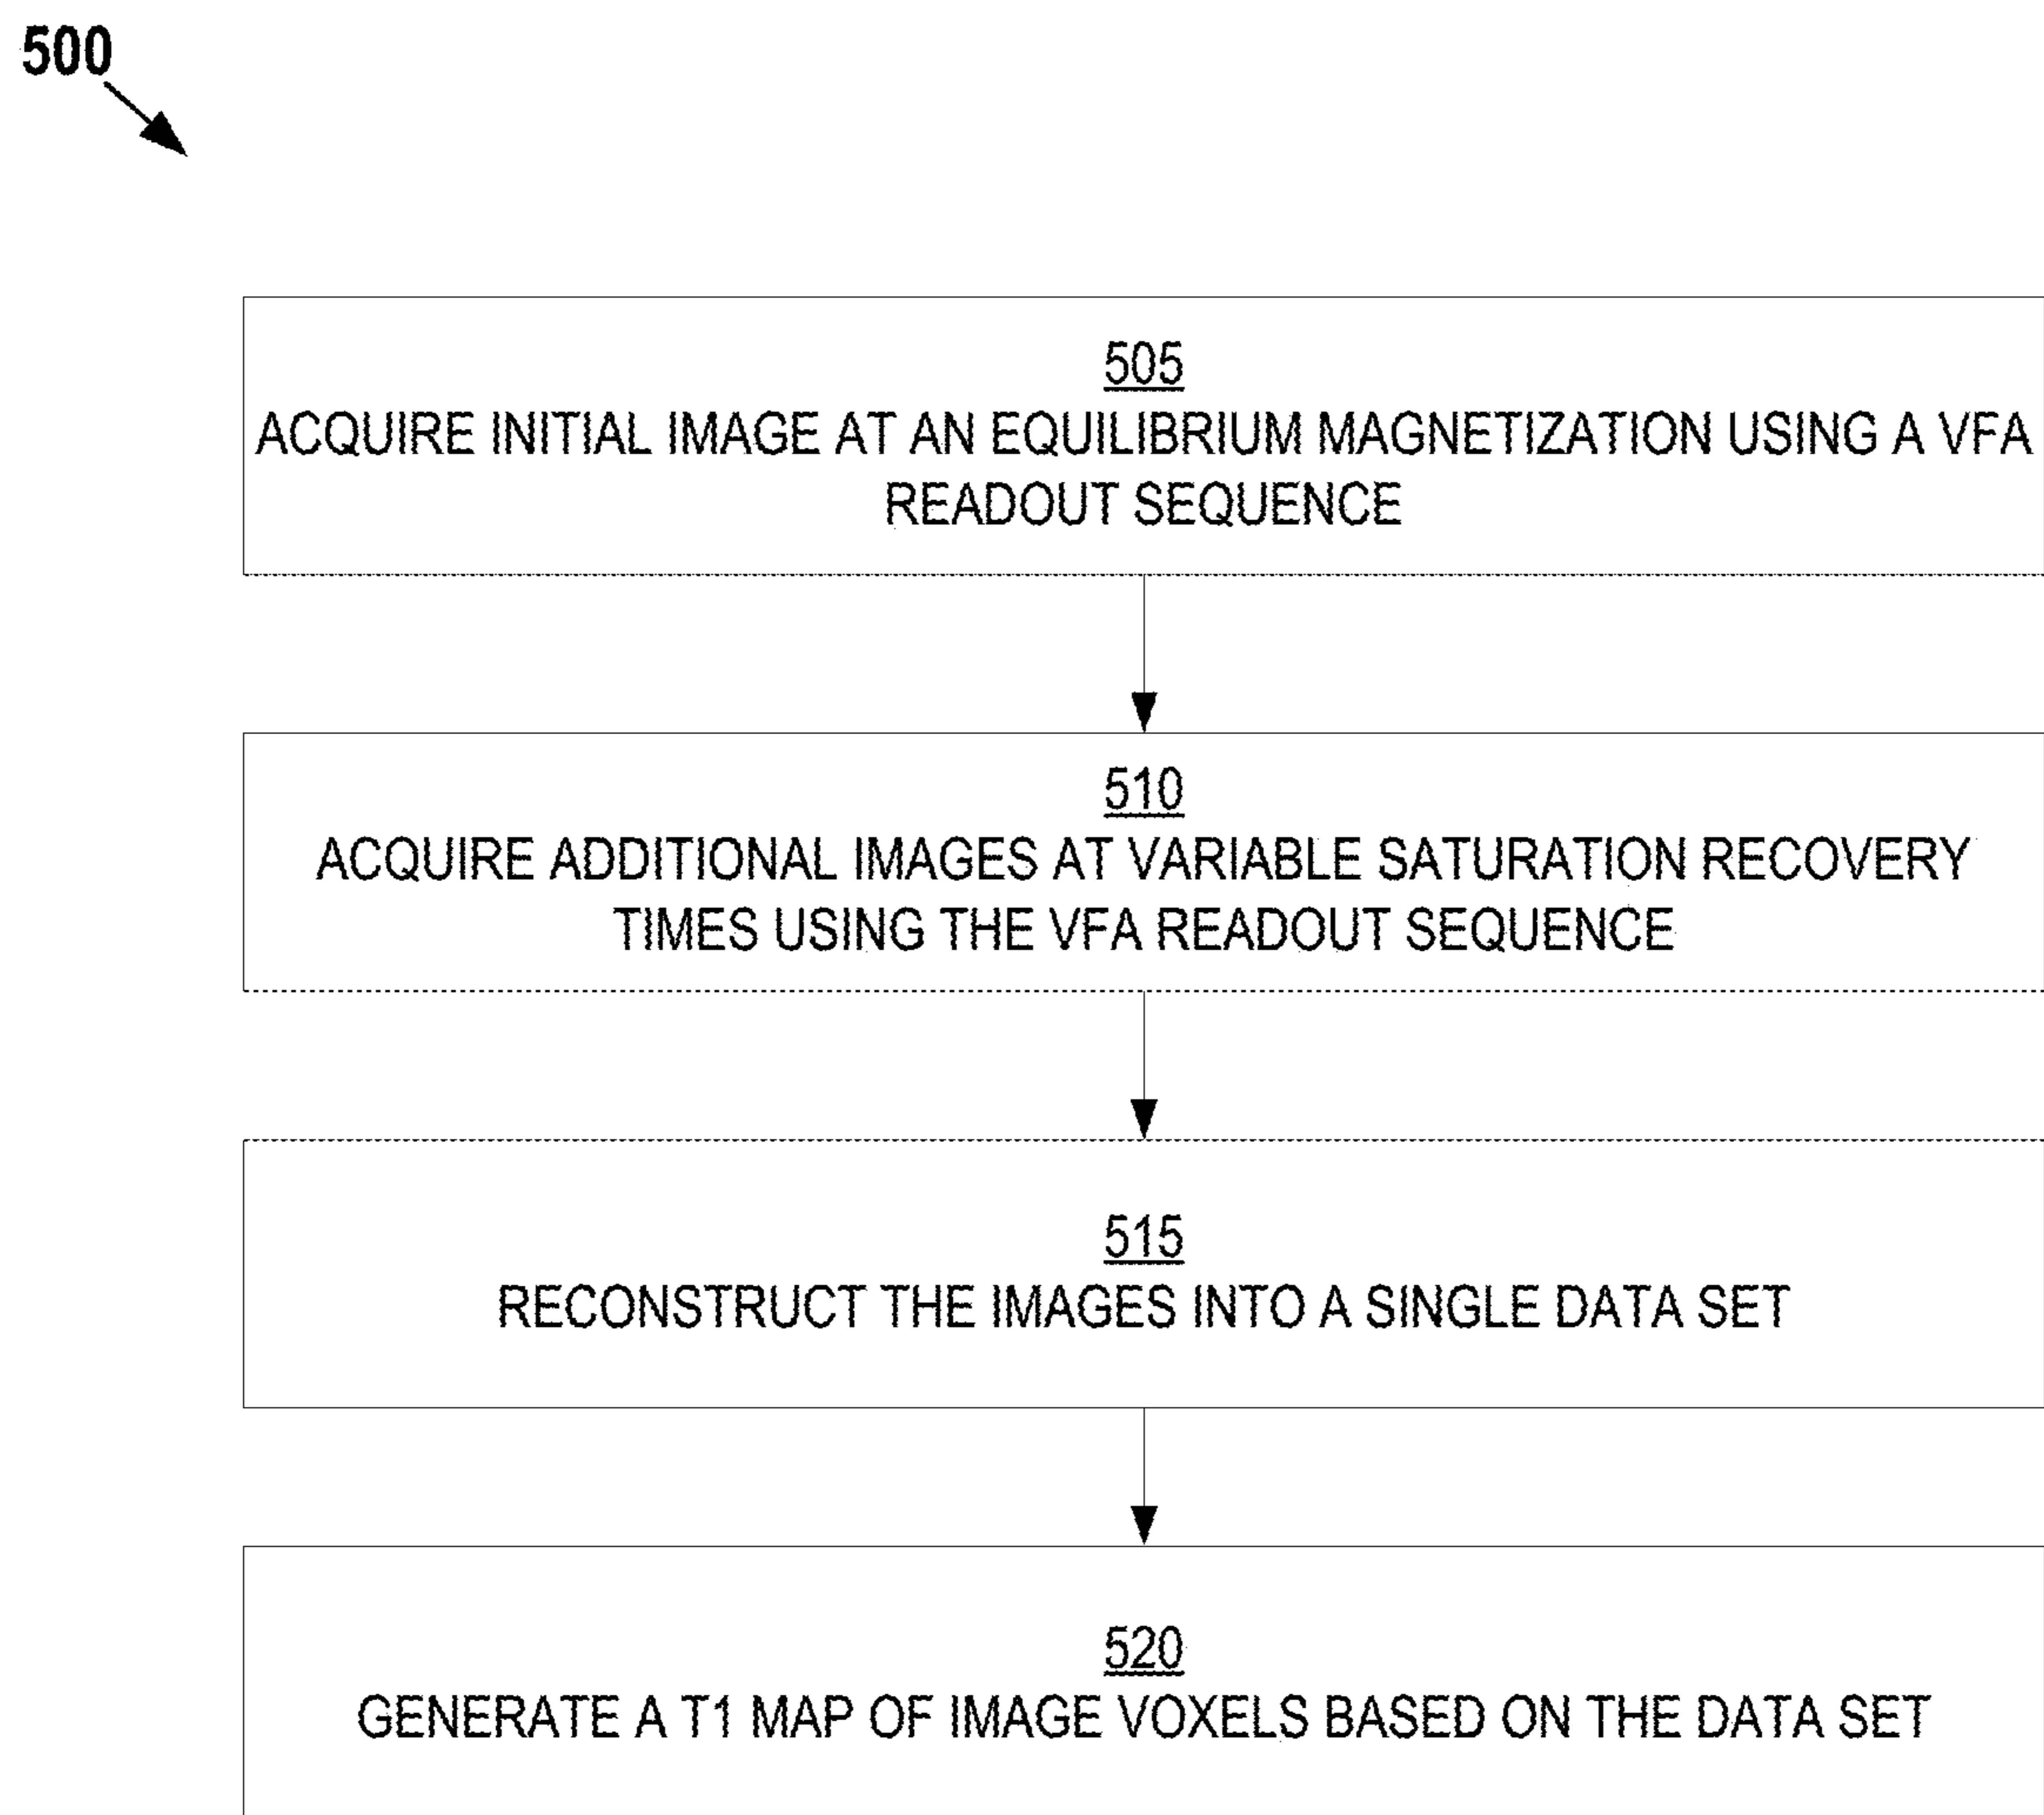 500
505
ACQUIRE INITIAL IMAGE AT AN EQUILIBRIUM MAGNETIZATION USING A VFA
READOUT SEQUENCE
510
ACQUIRE ADDITIONAL IMAGES AT VARIABLE SATURATION RECOVERY
TIMES USING THE VFA READOUT SEQUENCE
515
RECONSTRUCT THE IMAGES INTO A SINGLE DATA SET
520
GENERATE A T1 MAP OF IMAGE VOXELS BASED ON THE DATA SET